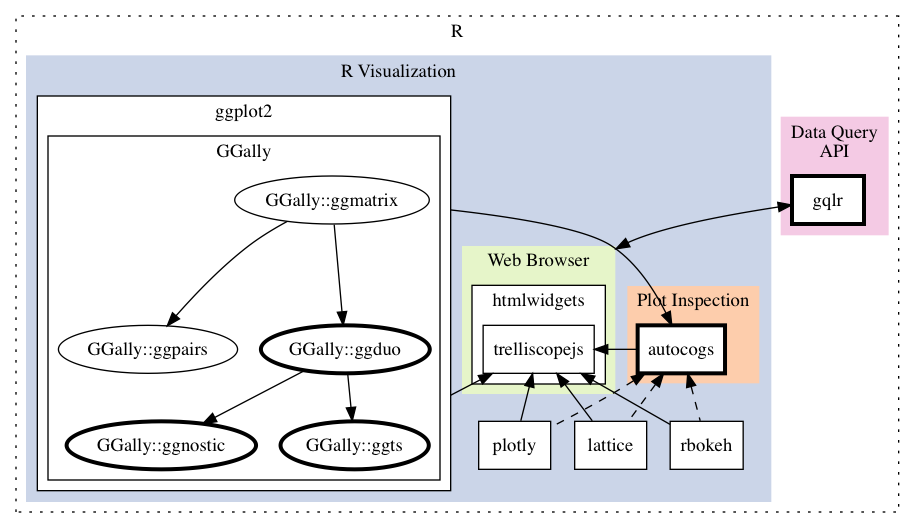 R
R Visualization
ggplot2
GGally
GGally::ggmatrix
GGally::ggpairs
GGally::ggduo
GGally::ggnostic
GGally::ggts
Web Browser
htmlwidgets
trelliscopejs
Plot Inspection
autocogs
plotly
lattice
rbokeh
Data Query
API
gqlr